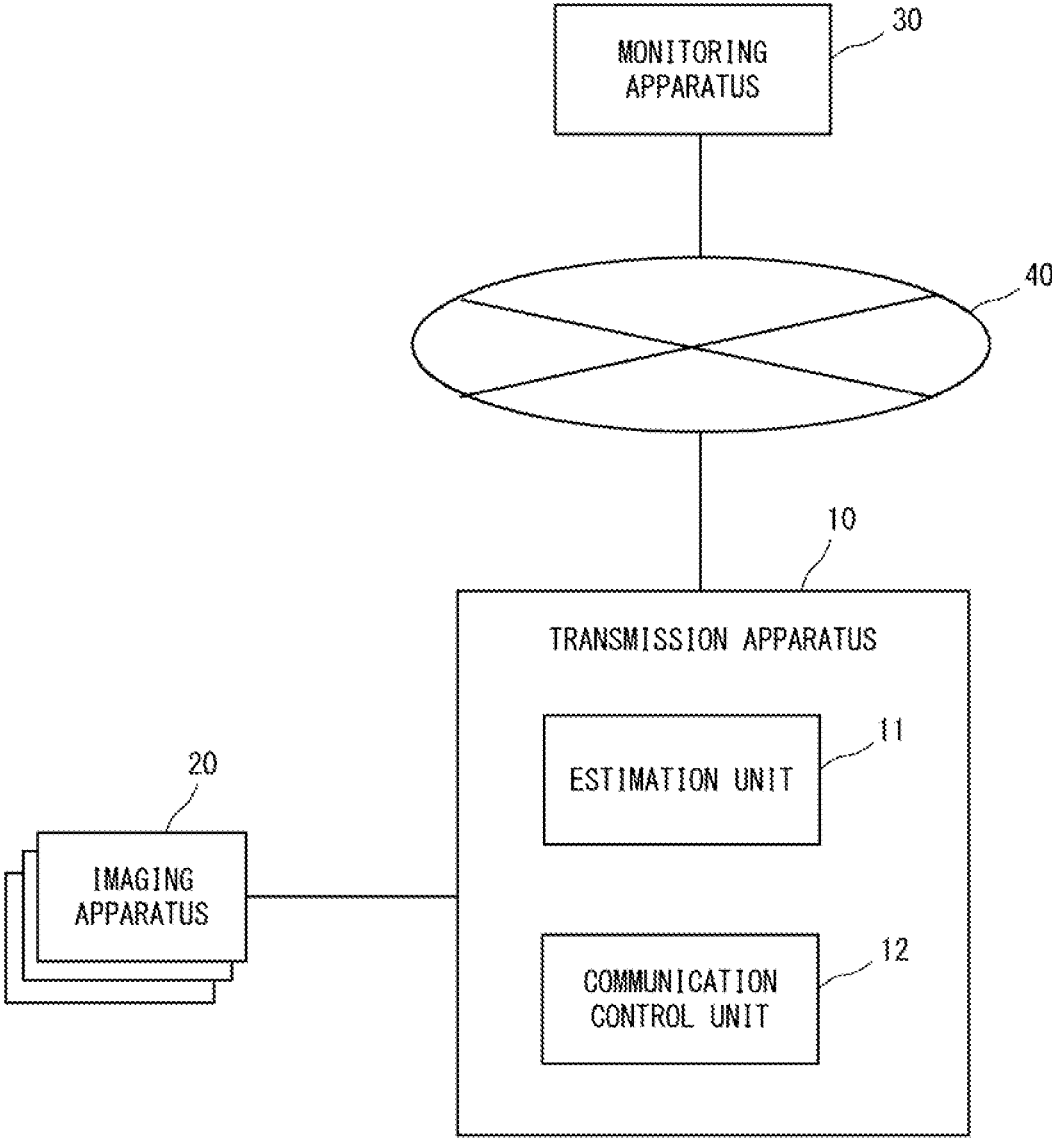 30
MONITORING
APPARATUS
40
10
TRANSMISSION APPARATUS
11
ESTIMATION UNIT
20
IMAGING
APPARATUS
12
COMMUNICATION
CONTROL UNIT